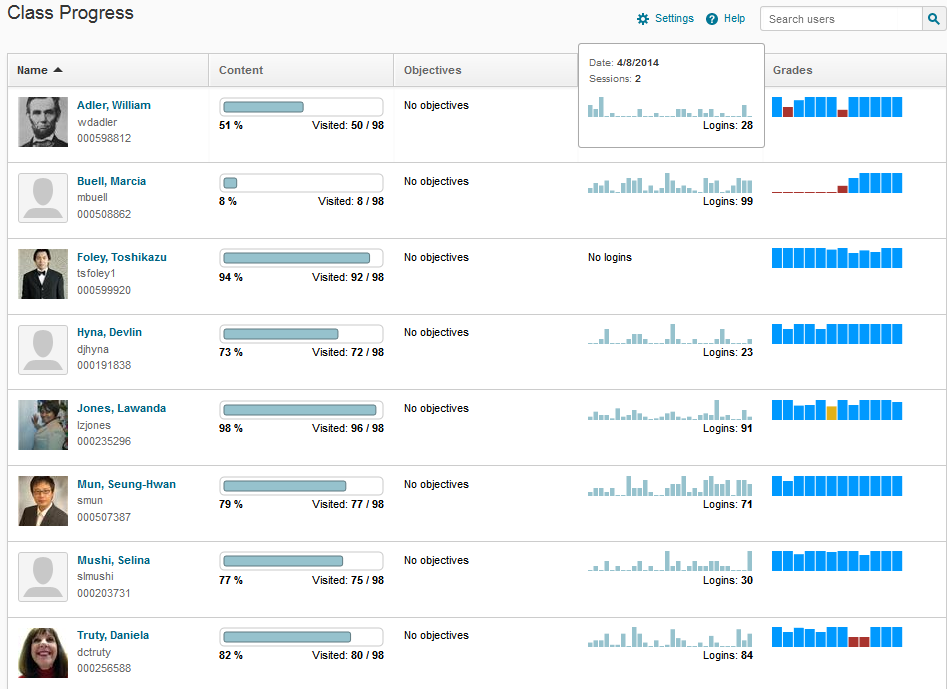 Class Progress
Settings Help Search users
Name Content Objectives Grades
Date: 4/8/2014
Sessions: 2
Adler, William
wdadler
000598812
51 % Visited: 50 / 98
No objectives
Logins: 28
Buell, Marcia
mbuell
000508862
8 % Visited: 8 / 98
No objectives
Logins: 99
Foley, Toshikazu
tsfoley1
000599920
94 % Visited: 92 / 98
No objectives
No logins
Hyna, Devlin
djhyna
000191838
73 % Visited: 72 / 98
No objectives
Logins: 23
Jones, Lawanda
lzjones
000235296
98 % Visited: 96 / 98
No objectives
Logins: 91
Mun, Seung-Hwan
smun
000507387
79 % Visited: 77 / 98
No objectives
Logins: 71
Mushi, Selina
slmushi
000203731
77 % Visited: 75 / 98
No objectives
Logins: 30
Truty, Daniela
dctruty
000256588
82 % Visited: 80 / 98
No objectives
Logins: 84